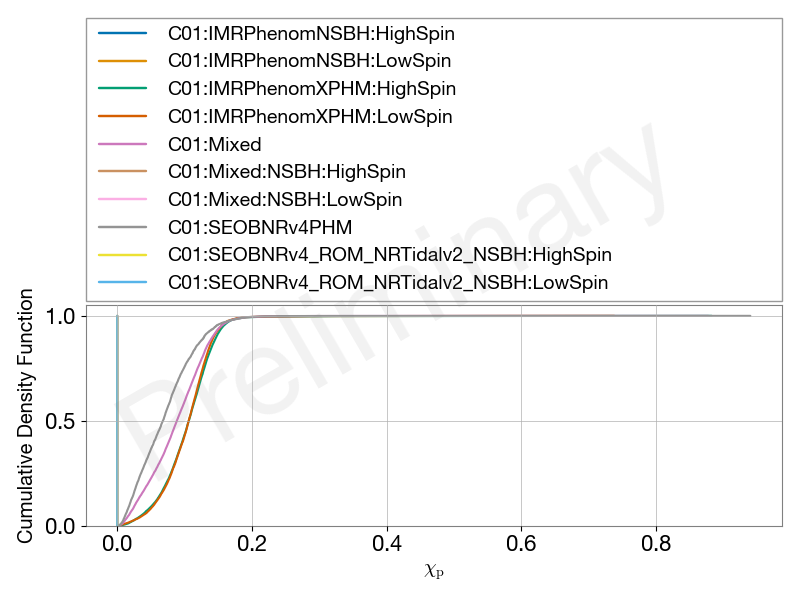 C01:IMRPhenomNSBH:HighSpin
C01:IMRPhenomNSBH:LowSpin
C01:IMRPhenomXPHM:HighSpin
C01:IMRPhenomXPHM:LowSpin
C01:Mixed
C01:Mixed:NSBH:HighSpin
C01:Mixed:NSBH:LowSpin
C01:SEOBNRv4PHM
C01:SEOBNRv4_ROM_NRTidalv2_NSBH:HighSpin
C01:SEOBNRv4_ROM_NRTidalv2_NSBH:LowSpin
Preliminary
Cumulative Density Function
1.0
0.5
0.0
0.0 0.2 0.4 0.6 0.8
χp